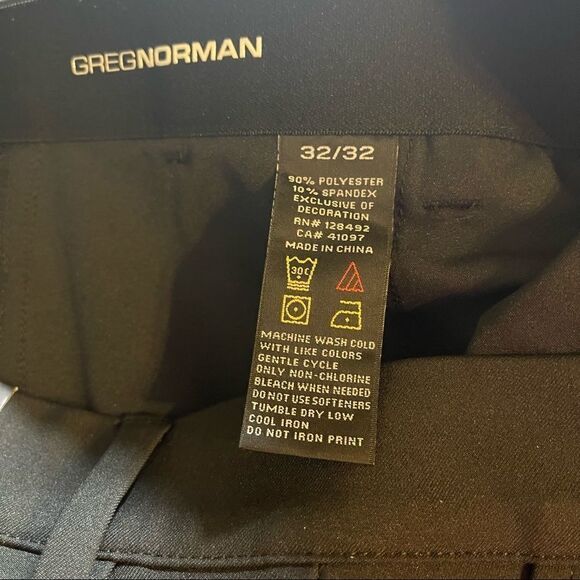 GREGNORMAN
32/32
90% POLYESTER
10% SPANDEX
EXCLUSIVE OF
DECORATION
RN# 128492
CA# 41097
MADE IN CHINA
30C
MACHINE WASH COLD
WITH LIKE COLORS
GENTLE CYCLE
ONLY NON-CHLORINE
BLEACH WHEN NEEDED
DO NOT USE SOFTENERS
TUMBLE DRY LOW
COOL IRON
DO NOT IRON PRINT